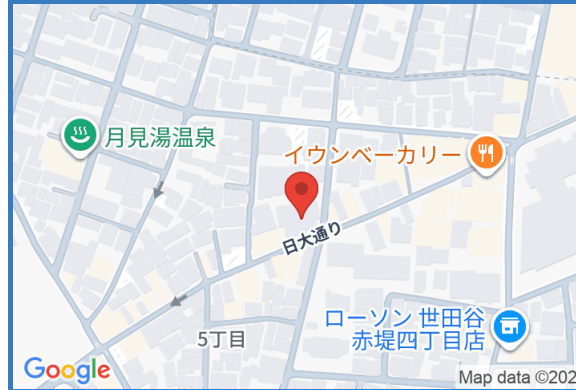 月見湯温泉
イウンベーカリー
日大通り
ローソン 世田谷
赤堤四丁目店
5丁目
Google
Map data ©202